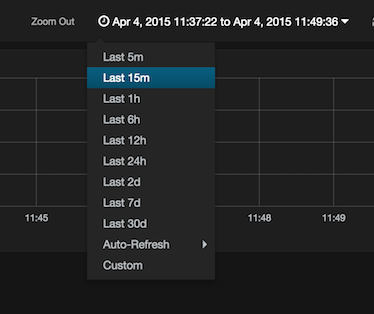 Zoom Out Apr 4, 2015 11:37:22 to Apr 4, 2015 11:49:36
Last 5m
Last 15m
Last 1h
Last 6h
Last 12h
Last 24h
Last 2d
Last 7d
Last 30d
Auto-Refresh
Custom
11:45 11:48 11:49